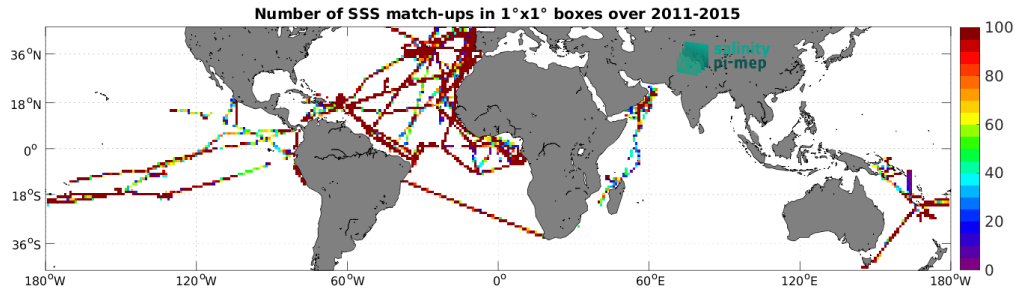 Number of SSS match-ups in 1°x1° boxes over 2011-2015
salinity
pi-mep
36°N
18°N
0°
18°S
36°S
180°W
120°W
60°W
0°
60°E
120°E
180°W
100
80
60
40
20
0